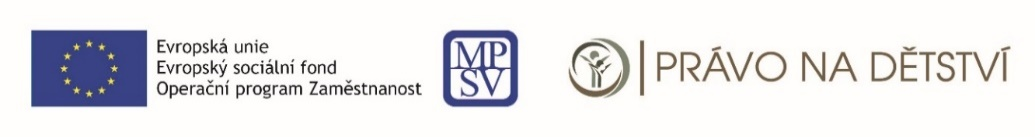 Evropská unie
Evropský sociální fond
Operační program Zaměstnanost
MP
SV
PRÁVO NA DĚTSTVÍ